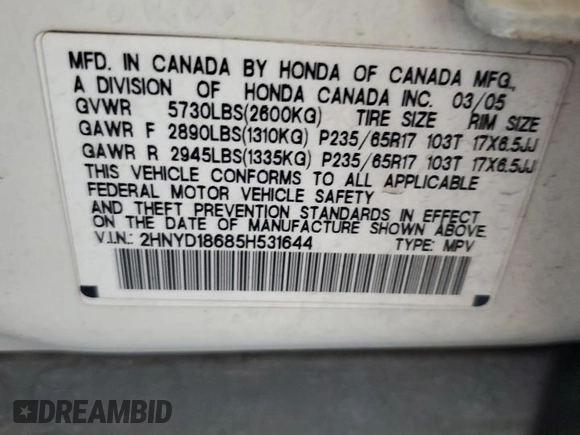 MFD. IN CANADA BY HONDA OF CANADA MFG.,
A DIVISION OF HONDA CANADA INC. 03/05
GVWR 5730LBS(2600KG) TIRE SIZE RIM SIZE
GAWR F 2890LBS(1310KG) P235/65R17 103T 17X6.5JJ
GAWR R 2945LBS(1335KG) P235/65R17 103T 17X6.5JJ
THIS VEHICLE CONFORMS TO ALL APPLICABLE
FEDERAL MOTOR VEHICLE SAFETY
AND THEFT PREVENTION STANDARDS IN EFFECT
ON THE DATE OF MANUFACTURE SHOWN ABOVE.
V.I.N.: 2HNYD18685H531644 TYPE: MPV
DREAMBID